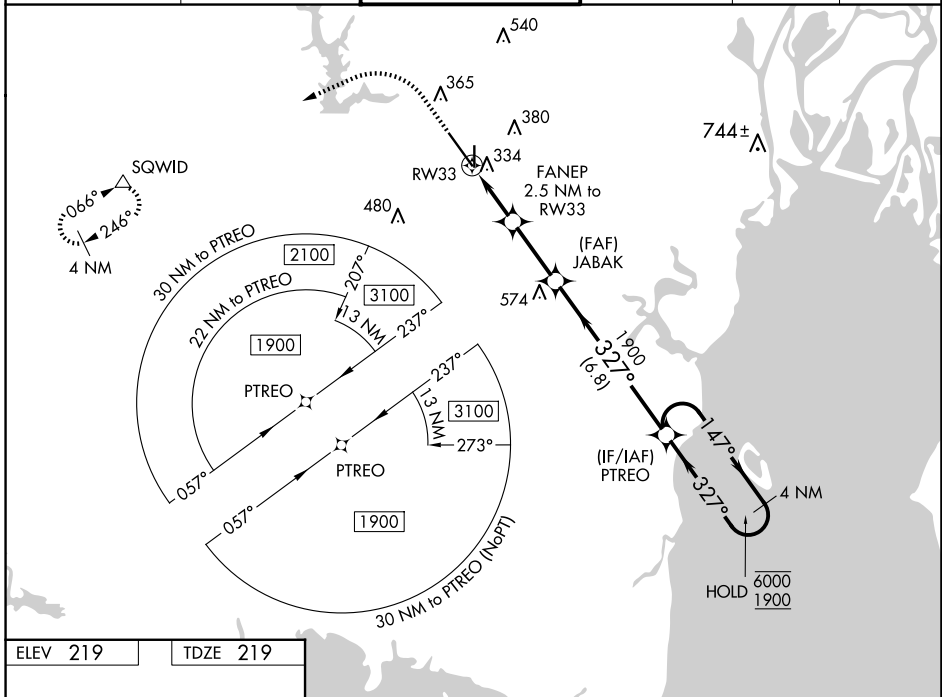 540
365
380
744±
334
RW33
FANEP
2.5 NM to
RW33
SQWID
066°
246°
4 NM
480
(FAF)
JABAK
574
30 NM to PTREO
2100
207°
22 NM to PTREO
3100
13 NM
237°
1900
PTREO
057°
1900
327°
(6.8)
237°
13 NM
3100
273°
PTREO
057°
1900
30 NM to PTREO (NoPT)
(IF/IAF)
PTREO
147°
327°
4 NM
HOLD
6000
1900
ELEV 219
TDZE 219